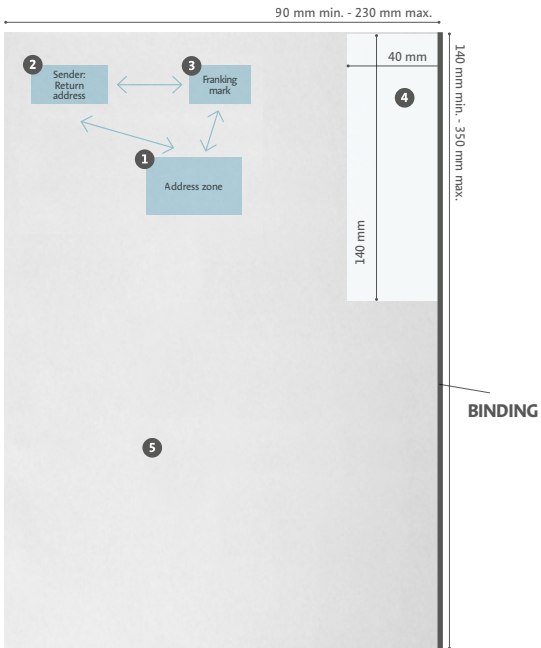 90 mm min. - 230 mm max.
2
Sender:
Return
address
3
Franking
mark
40 mm
4
140 mm min. - 350 mm max.
1
Address zone
140 mm
BINDING
5